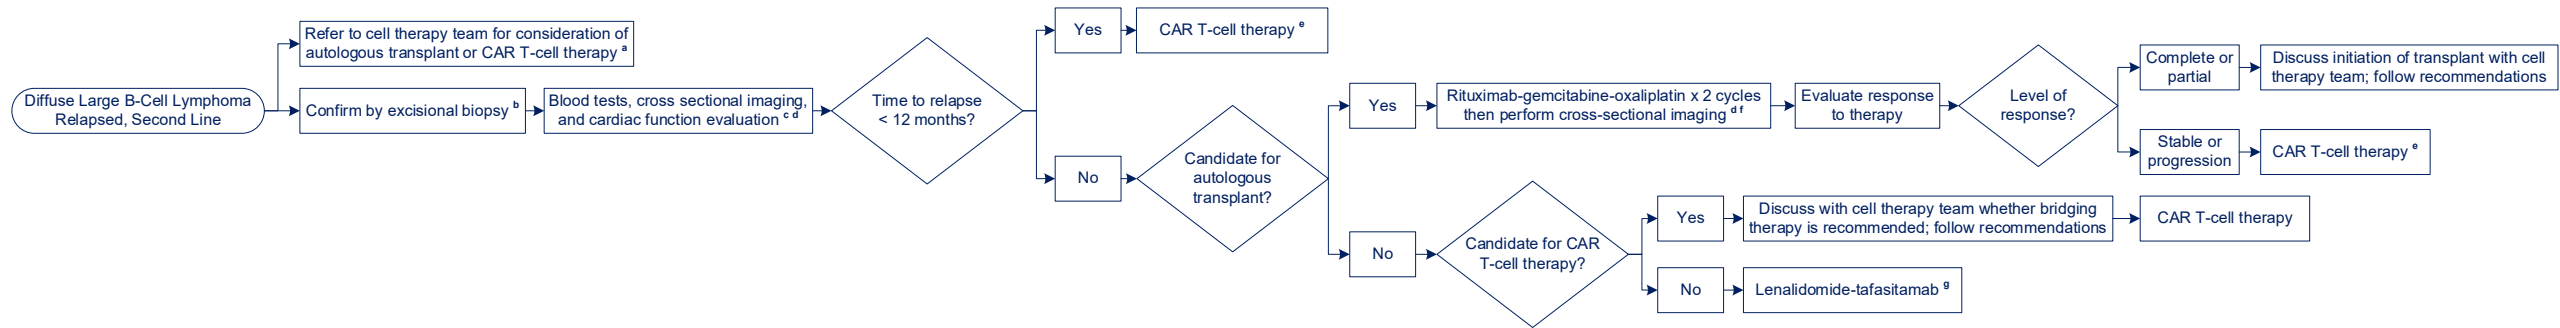 Diffuse Large B-Cell Lymphoma
Relapsed, Second Line
Refer to cell therapy team for consideration of
autologous transplant or CAR T-cell therapy a
Confirm by excisional biopsy b
Blood tests, cross sectional imaging,
and cardiac function evaluation c d
Time to relapse
< 12 months?
Yes
CAR T-cell therapy e
No
Candidate for
autologous
transplant?
Yes
Rituximab-gemcitabine-oxaliplatin x 2 cycles
then perform cross-sectional imaging d f
Evaluate response
to therapy
Level of
response?
Complete or
partial
Discuss initiation of transplant with cell
therapy team; follow recommendations
Stable or
progression
CAR T-cell therapy e
No
Candidate for CAR
T-cell therapy?
Yes
Discuss with cell therapy team whether bridging
therapy is recommended; follow recommendations
CAR T-cell therapy
No
Lenalidomide-tafasitamab g